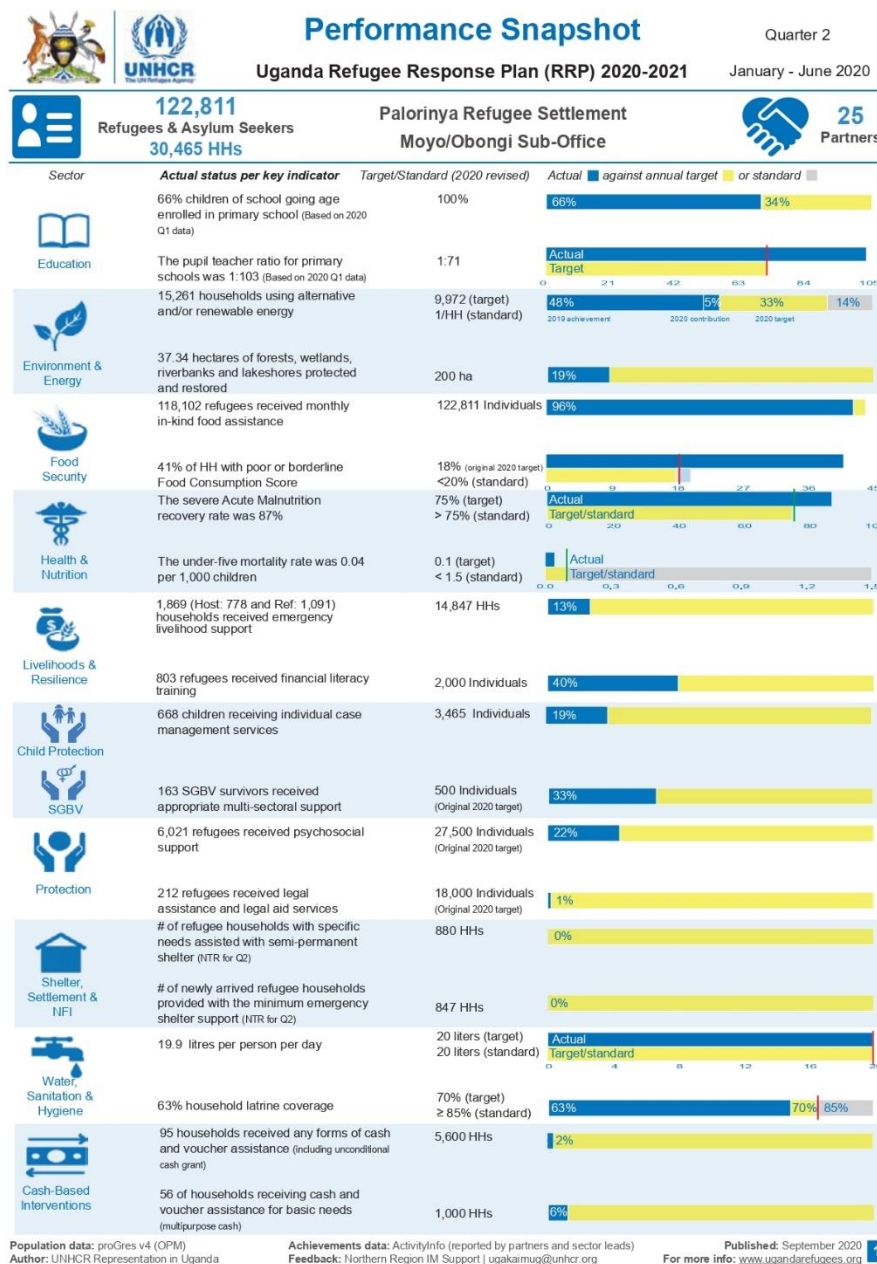 Performance Snapshot
Quarter 2
UNHCR
The UN Refugee Agency
Uganda Refugee Response Plan (RRP) 2020-2021
January - June 2020
122,811
Refugees & Asylum Seekers
30,465 HHs
Palorinya Refugee Settlement
Moyo/Obongi Sub-Office
25
Partners
Sector
Actual status per key indicator
Target/Standard (2020 revised)
Actual against annual target or standard
Education
66% children of school going age
enrolled in primary school (Based on 2020
Q1 data)
100%
66%
34%
The pupil teacher ratio for primary
schools was 1:103 (Based on 2020 Q1 data)
1:71
Actual
Target
0 21 42 63 84 105
Environment &
Energy
15,261 households using alternative
and/or renewable energy
9,972 (target)
1/HH (standard)
48% 5% 33% 14%
2019 achievement 2020 contribution 2020 target
37.34 hectares of forests, wetlands,
riverbanks and lakeshores protected
and restored
200 ha
19%
Food
Security
118,102 refugees received monthly
in-kind food assistance
122,811 Individuals
96%
41% of HH with poor or borderline
Food Consumption Score
18% (original 2020 target)
<20% (standard)
0 9 18 27 36 45
Health &
Nutrition
The severe Acute Malnutrition
recovery rate was 87%
75% (target)
> 75% (standard)
Actual
Target/standard
0 20 40 60 80 10
The under-five mortality rate was 0.04
per 1,000 children
0.1 (target)
< 1.5 (standard)
Actual
Target/standard
0.0 0.3 0.6 0.9 1.2 1.5
Livelihoods &
Resilience
1,869 (Host: 778 and Ref: 1,091)
households received emergency
livelihood support
14,847 HHs
13%
803 refugees received financial literacy
training
2,000 Individuals
40%
Child Protection
668 children receiving individual case
management services
3,465 Individuals
19%
SGBV
163 SGBV survivors received
appropriate multi-sectoral support
500 Individuals
(Original 2020 target)
33%
Protection
6,021 refugees received psychosocial
support
27,500 Individuals
(Original 2020 target)
22%
212 refugees received legal
assistance and legal aid services
18,000 Individuals
(Original 2020 target)
1%
Shelter,
Settlement &
NFI
# of refugee households with specific
needs assisted with semi-permanent
shelter (NTR for Q2)
880 HHs
0%
# of newly arrived refugee households
provided with the minimum emergency
shelter support (NTR for Q2)
847 HHs
0%
Water,
Sanitation &
Hygiene
19.9 litres per person per day
20 liters (target)
20 liters (standard)
Actual
Target/standard
0 4 8 12 16 2
63% household latrine coverage
70% (target)
≥ 85% (standard)
63% 70% 85%
Cash-Based
Interventions
95 households received any forms of cash
and voucher assistance (including unconditional
cash grant)
5,600 HHs
2%
56 of households receiving cash and
voucher assistance for basic needs
(multipurpose cash)
1,000 HHs
6%
Population data: proGres v4 (OPM)
Author: UNHCR Representation in Uganda
Achievements data: ActivityInfo (reported by partners and sector leads)
Feedback: Northern Region IM Support | ugakaimug@unhcr.org
Published: September 2020
For more info: www.ugandarefugees.org
1